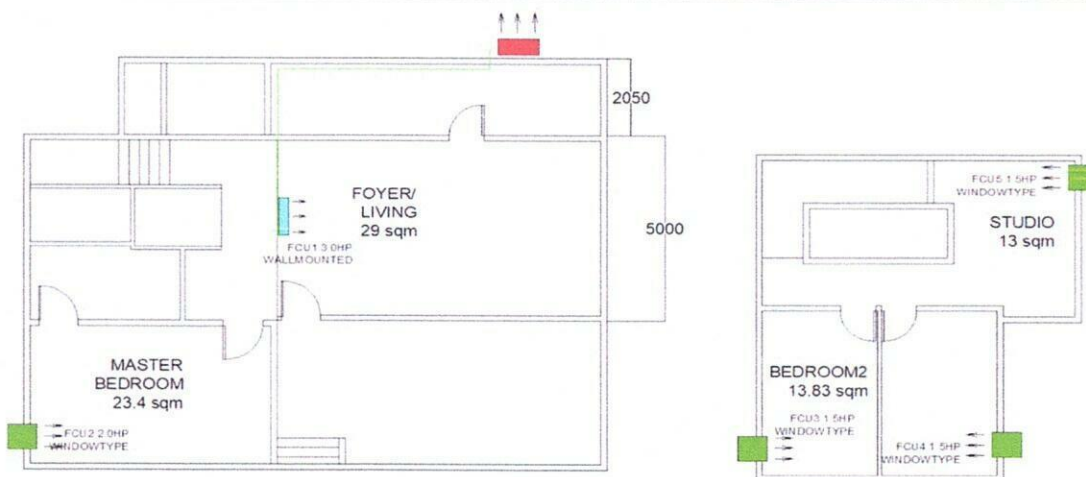 2050
FOYER/
LIVING
29 sqm
5000
FCU1 3.0HP
WALLMOUNTED
MASTER
BEDROOM
23.4 sqm
FCU2 2.0HP
WINDOWTYPE
FCU5 1.5HP
WINDOWTYPE
STUDIO
13 sqm
BEDROOM2
13.83 sqm
FCU3 1.5HP
WINDOWTYPE
FCU4 1.5HP
WINDOWTYPE